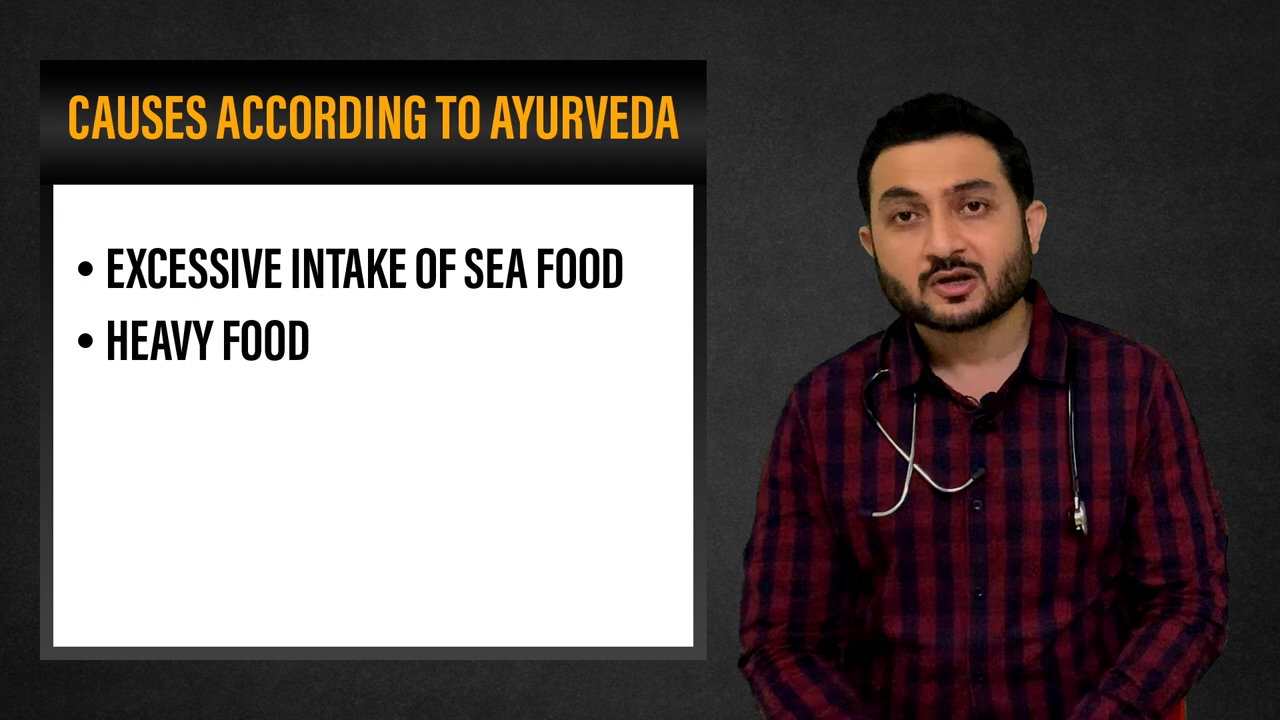 CAUSES ACCORDING TO AYURVEDA
• EXCESSIVE INTAKE OF SEA FOOD
• HEAVY FOOD